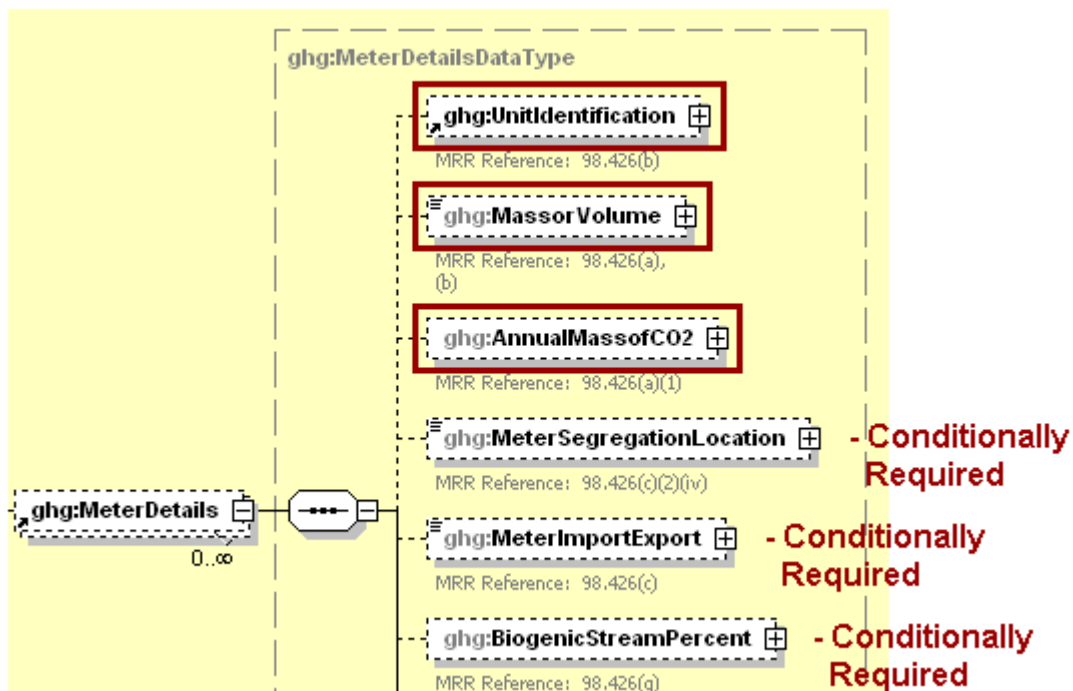 ghg:MeterDetailsDataType
ghg:UnitIdentification
MRR Reference: 98.426(b)
ghg:MassorVolume
MRR Reference: 98.426(a),
(b)
ghg:AnnualMassofCO2
MRR Reference: 98.426(a)(1)
ghg:MeterSegregationLocation
- Conditionally
Required
MRR Reference: 98.426(c)(2)(iv)
ghg:MeterDetails
0..∞
ghg:MeterImportExport
- Conditionally
Required
MRR Reference: 98.426(c)
ghg:BiogenicStreamPercent
- Conditionally
Required
MRR Reference: 98.426(g)